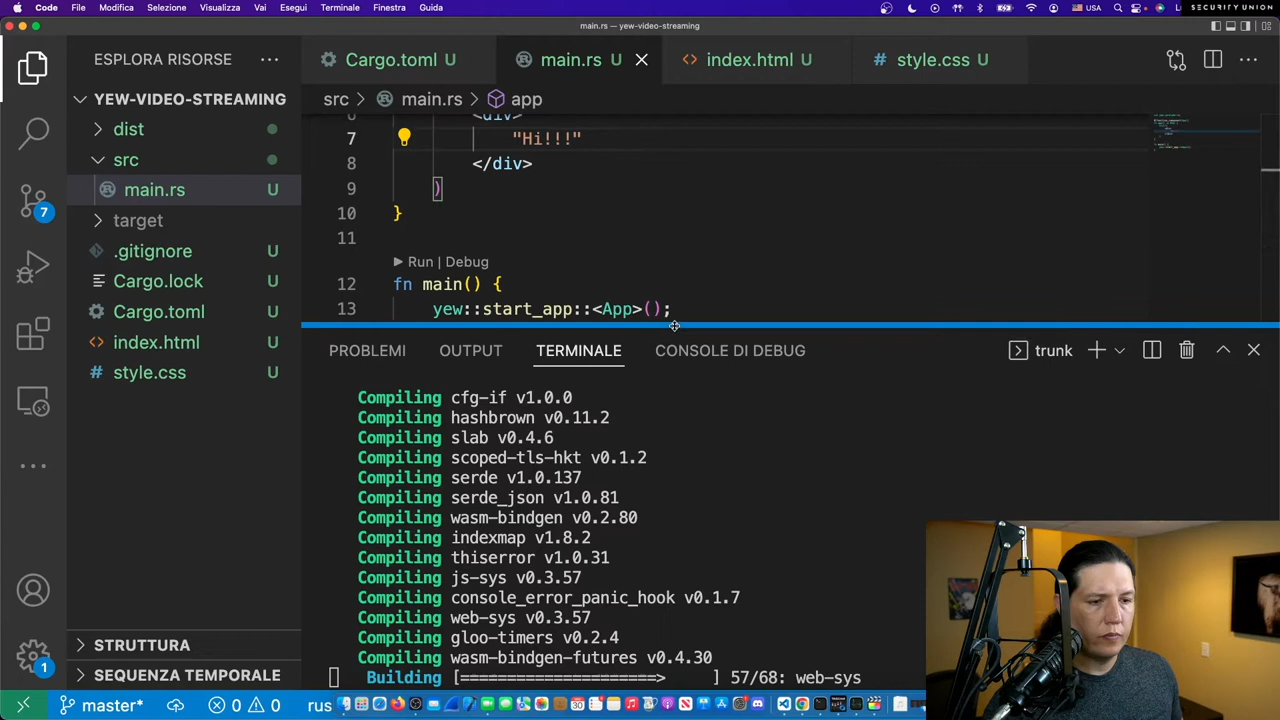 Code File Modifica Selezione Visualizza Vai Esegui Terminale Finestra Guida USA SECURITY UNION
main.rs — yew-video-streaming
ESPLORA RISORSE
Cargo.toml U main.rs U index.html U style.css U
src main.rs app
YEW-VIDEO-STREAMING
dist
src
main.rs U
target
.gitignore U
Cargo.lock U
Cargo.toml U
index.html U
style.css U
STRUTTURA
SEQUENZA TEMPORALE
7
1
6 <div>
7 "Hi!!!"
8 </div>
9 )
10 }
11
Run | Debug
12 fn main() {
13 yew::start_app::<App>();
PROBLEMI OUTPUT TERMINALE CONSOLE DI DEBUG trunk
Compiling cfg-if v1.0.0
Compiling hashbrown v0.11.2
Compiling slab v0.4.6
Compiling scoped-tls-hkt v0.1.2
Compiling serde v1.0.137
Compiling serde_json v1.0.81
Compiling wasm-bindgen v0.2.80
Compiling indexmap v1.8.2
Compiling thiserror v1.0.31
Compiling js-sys v0.3.57
Compiling console_error_panic_hook v0.1.7
Compiling web-sys v0.3.57
Compiling gloo-timers v0.2.4
Compiling wasm-bindgen-futures v0.4.30
Building [=====================> ] 57/68: web-sys
master* 0 0 rus